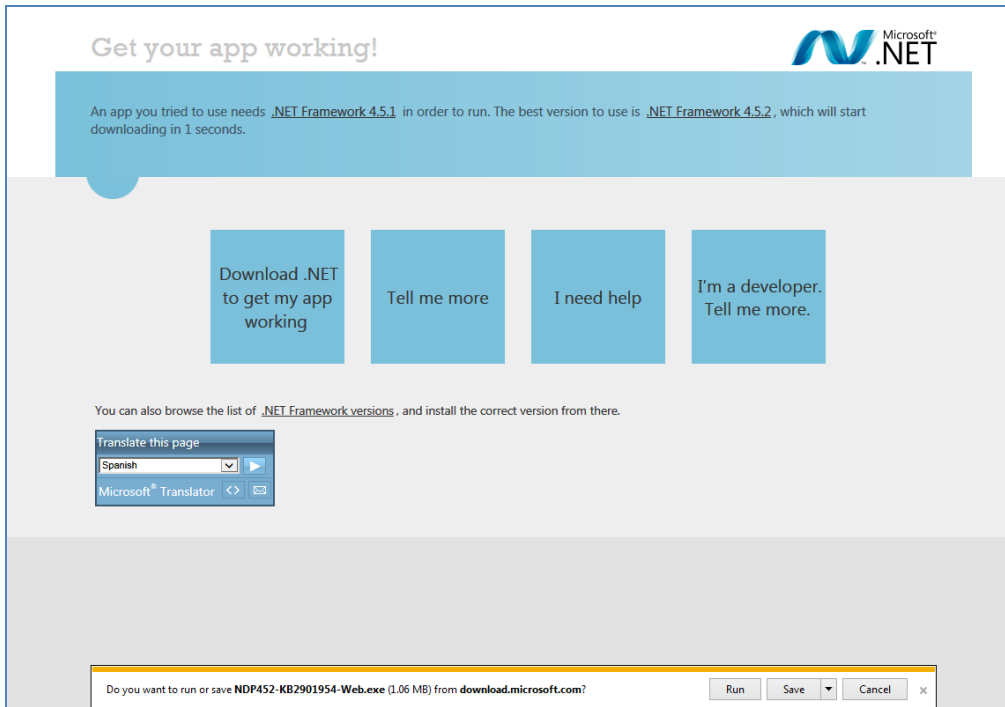 Get your app working!
Microsoft®
.NET™
An app you tried to use needs .NET Framework 4.5.1 in order to run. The best version to use is .NET Framework 4.5.2, which will start
downloading in 1 seconds.
Download .NET
to get my app
working
Tell me more
I need help
I'm a developer.
Tell me more.
You can also browse the list of .NET Framework versions, and install the correct version from there.
Translate this page
Spanish
Microsoft® Translator
Do you want to run or save NDP452-KB2901954-Web.exe (1.06 MB) from download.microsoft.com?
Run
Save
Cancel